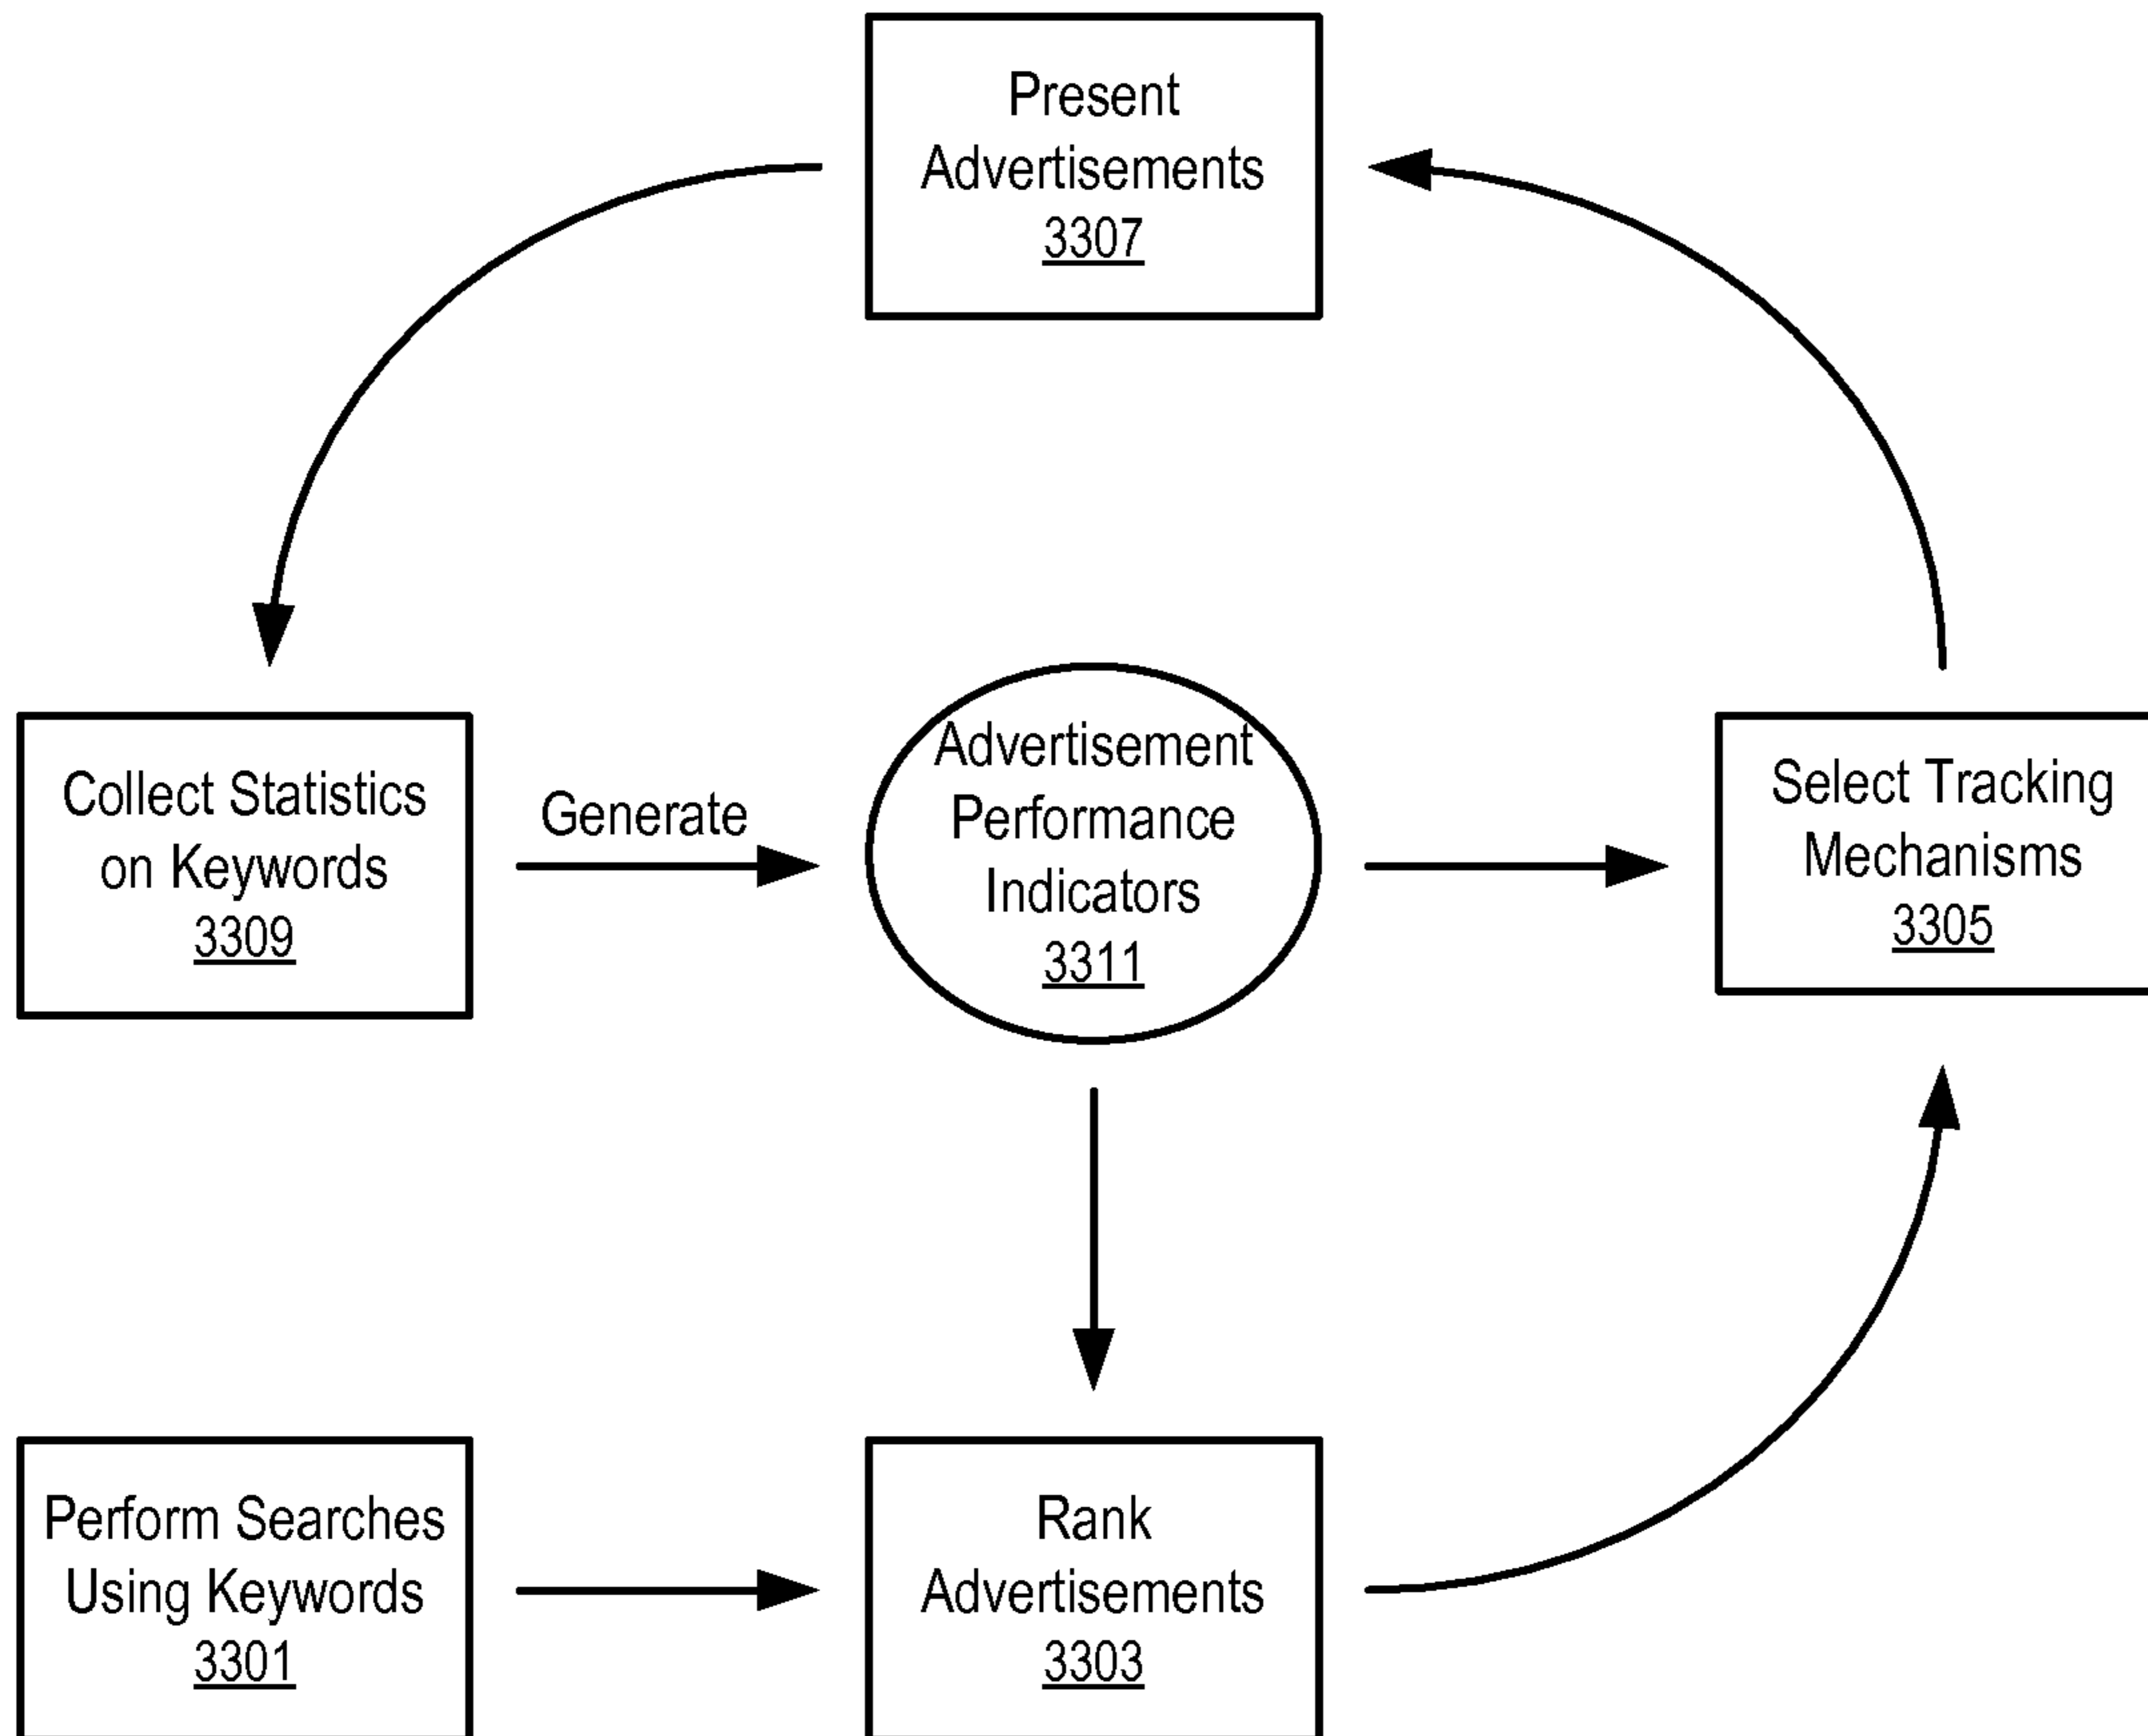 Present
Advertisements
3307
Collect Statistics
on Keywords
3309
Generate
Advertisement
Performance
Indicators
3311
Select Tracking
Mechanisms
3305
Perform Searches
Using Keywords
3301
Rank
Advertisements
3303